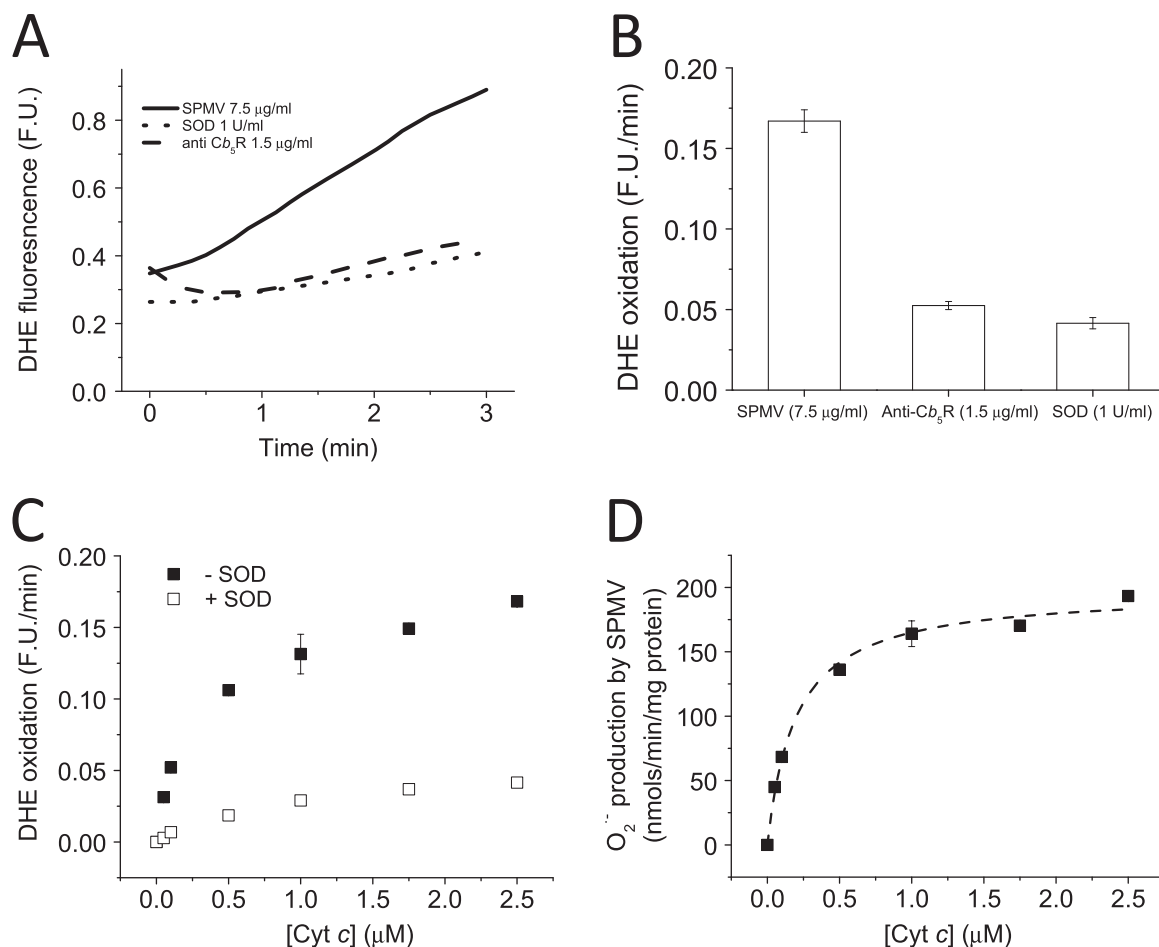 A
DHE fluoresncence (F.U.)
0.8
0.6
0.4
0.2
0.0
SPMV 7.5 μg/ml
SOD 1 U/ml
anti Cb₅R 1.5 μg/ml
0 1 2 3
Time (min)
B
DHE oxidation (F.U./min)
0.20
0.15
0.10
0.05
0.00
SPMV (7.5 μg/ml) Anti-Cb₅R (1.5 μg/ml) SOD (1 U/ml)
C
DHE oxidation (F.U./min)
0.20
0.15
0.10
0.05
0.00
- SOD
+ SOD
0.0 0.5 1.0 1.5 2.0 2.5
[Cyt c] (μM)
D
O₂·⁻ production by SPMV
(nmols/min/mg protein)
200
150
100
50
0
0.0 0.5 1.0 1.5 2.0 2.5
[Cyt c] (μM)